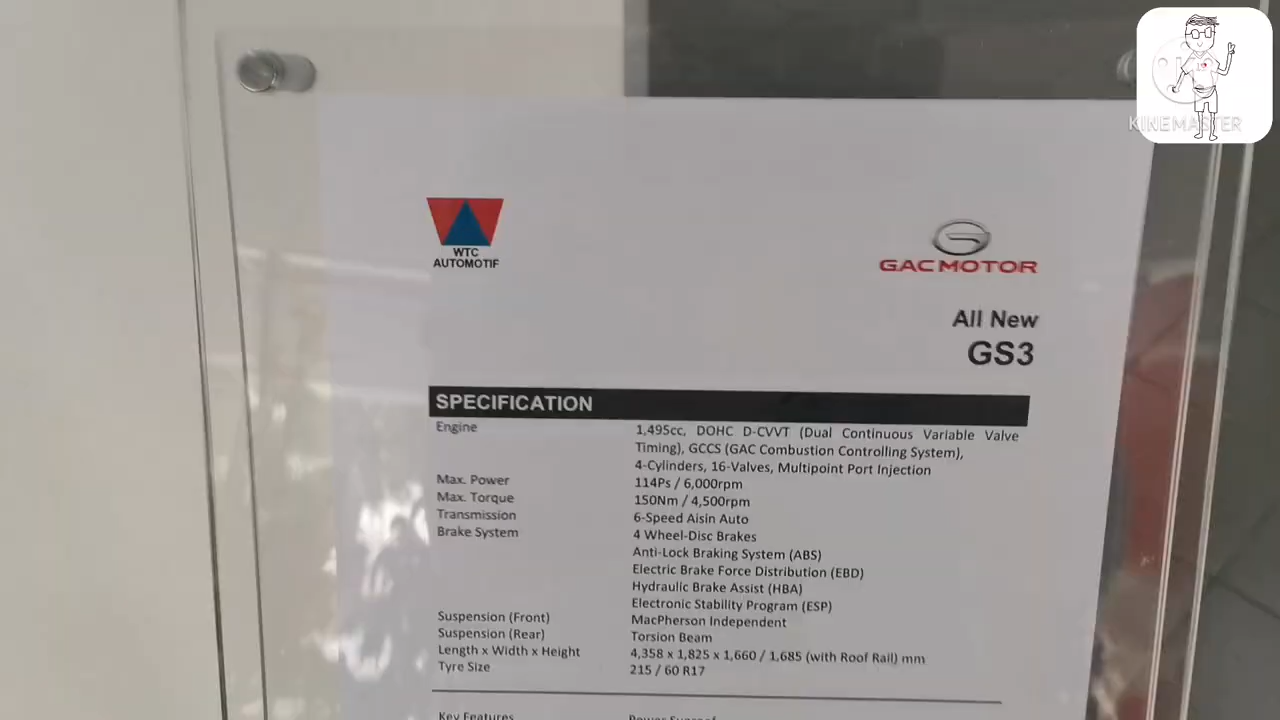 KINEMASTER
WTC
AUTOMOTIF
GAC MOTOR
All New
GS3
SPECIFICATION
Engine 1,495cc, DOHC D-CVVT (Dual Continuous Variable Valve
Timing), GCCS (GAC Combustion Controlling System),
4-Cylinders, 16-Valves, Multipoint Port Injection
Max. Power 114Ps / 6,000rpm
Max. Torque 150Nm / 4,500rpm
Transmission 6-Speed Aisin Auto
Brake System 4 Wheel-Disc Brakes
Anti-Lock Braking System (ABS)
Electric Brake Force Distribution (EBD)
Hydraulic Brake Assist (HBA)
Electronic Stability Program (ESP)
Suspension (Front) MacPherson Independent
Suspension (Rear) Torsion Beam
Length x Width x Height 4,358 x 1,825 x 1,660 / 1,685 (with Roof Rail) mm
Tyre Size 215 / 60 R17
Key Features Power Sunroof